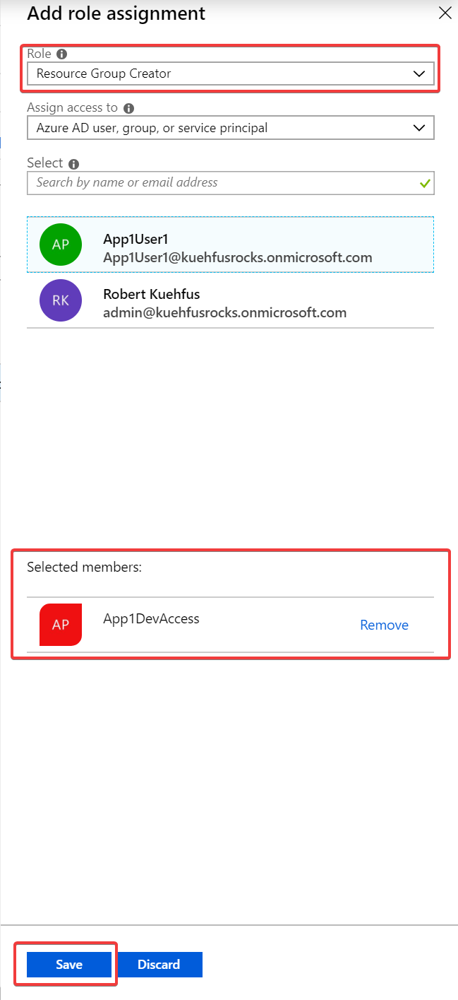 Add role assignment
Role
Resource Group Creator
Assign access to
Azure AD user, group, or service principal
Select
Search by name or email address
AP
App1User1
App1User1@kuehfusrocks.onmicrosoft.com
RK
Robert Kuehfus
admin@kuehfusrocks.onmicrosoft.com
Selected members:
AP
App1DevAccess
Remove
Save
Discard